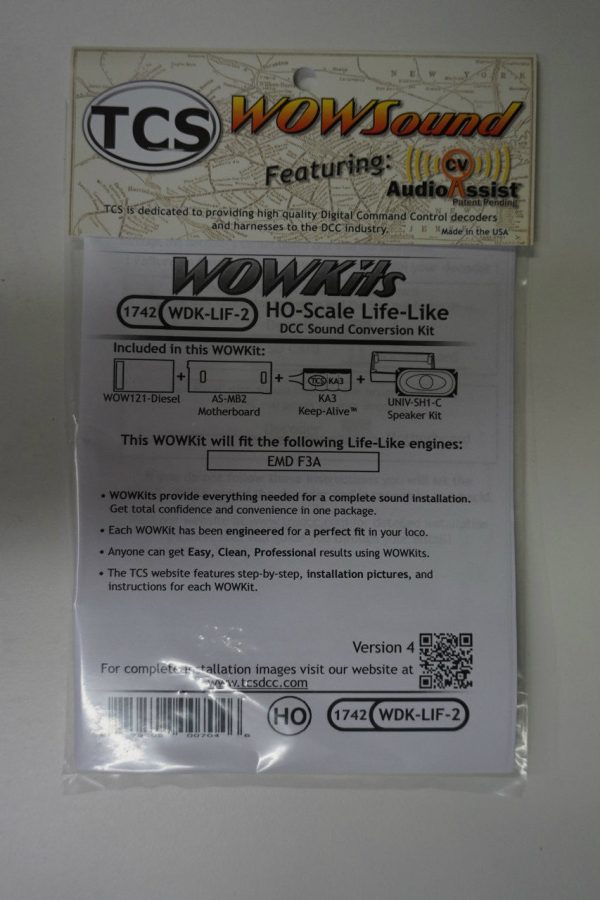 TCS
WOWSound
Featuring:
CV
AudioAssist
Patent Pending
TCS is dedicated to providing high quality Digital Command Control decoders
and harnesses to the DCC industry.
Made in the USA
WOWKits
1742 WDK-LIF-2 HO-Scale Life-Like
DCC Sound Conversion Kit
Included in this WOWKit:
TCS KA3
WOW121-Diesel + AS-MB2 Motherboard + KA3 Keep-Alive™ + UNIV-SH1-C Speaker Kit
This WOWKit will fit the following Life-Like engines:
EMD F3A
• WOWKits provide everything needed for a complete sound installation.
Get total confidence and convenience in one package.
• Each WOWKit has been engineered for a perfect fit in your loco.
• Anyone can get Easy, Clean, Professional results using WOWKits.
• The TCS website features step-by-step, installation pictures, and
instructions for each WOWKit.
Version 4
For complete installation images visit our website at
www.tcsdcc.com
HO 1742 WDK-LIF-2